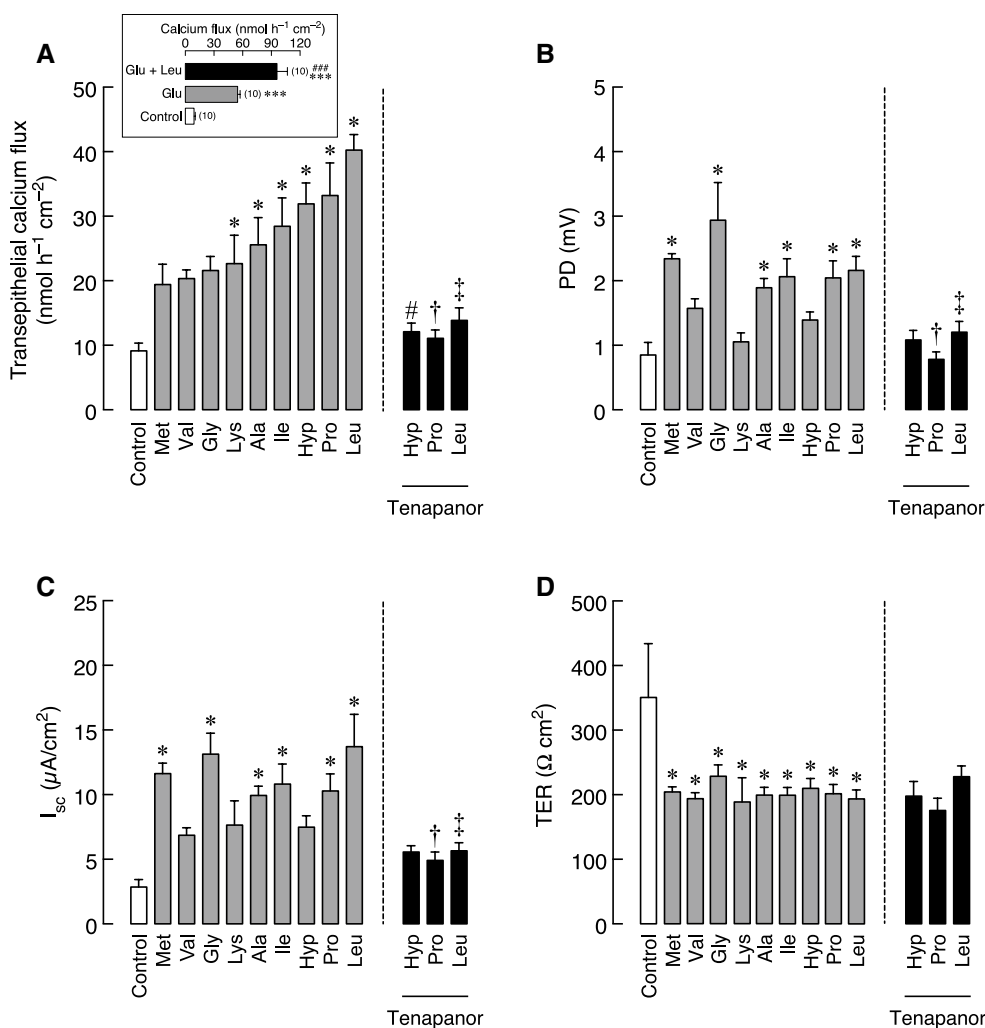 A
Calcium flux (nmol h⁻¹ cm⁻²)
0 30 60 90 120
Glu + Leu (10) ### ***
Glu (10) ***
Control (10)
Transepithelial calcium flux
(nmol h⁻¹ cm⁻²)
50
40
30
20
10
0
* * * * * *
# † ‡
Control Met Val Gly Lys Ala Ile Hyp Pro Leu Hyp Pro Leu
Tenapanor
B
PD (mV)
5
4
3
2
1
0
* * * * * *
† ‡
Control Met Val Gly Lys Ala Ile Hyp Pro Leu Hyp Pro Leu
Tenapanor
C
Isc (µA/cm²)
25
20
15
10
5
0
* * * * * *
† ‡
Control Met Val Gly Lys Ala Ile Hyp Pro Leu Hyp Pro Leu
Tenapanor
D
TER (Ω cm²)
500
400
300
200
100
0
* * * * * * * * *
Control Met Val Gly Lys Ala Ile Hyp Pro Leu Hyp Pro Leu
Tenapanor